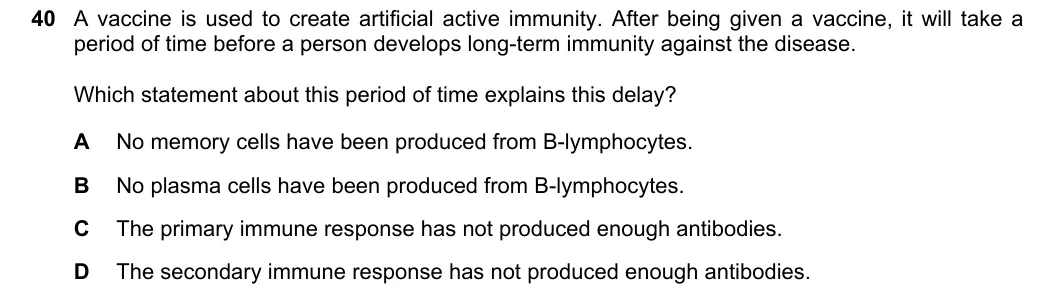 40 A vaccine is used to create artificial active immunity. After being given a vaccine, it will take a
period of time before a person develops long-term immunity against the disease.
Which statement about this period of time explains this delay?
A No memory cells have been produced from B-lymphocytes.
B No plasma cells have been produced from B-lymphocytes.
C The primary immune response has not produced enough antibodies.
D The secondary immune response has not produced enough antibodies.